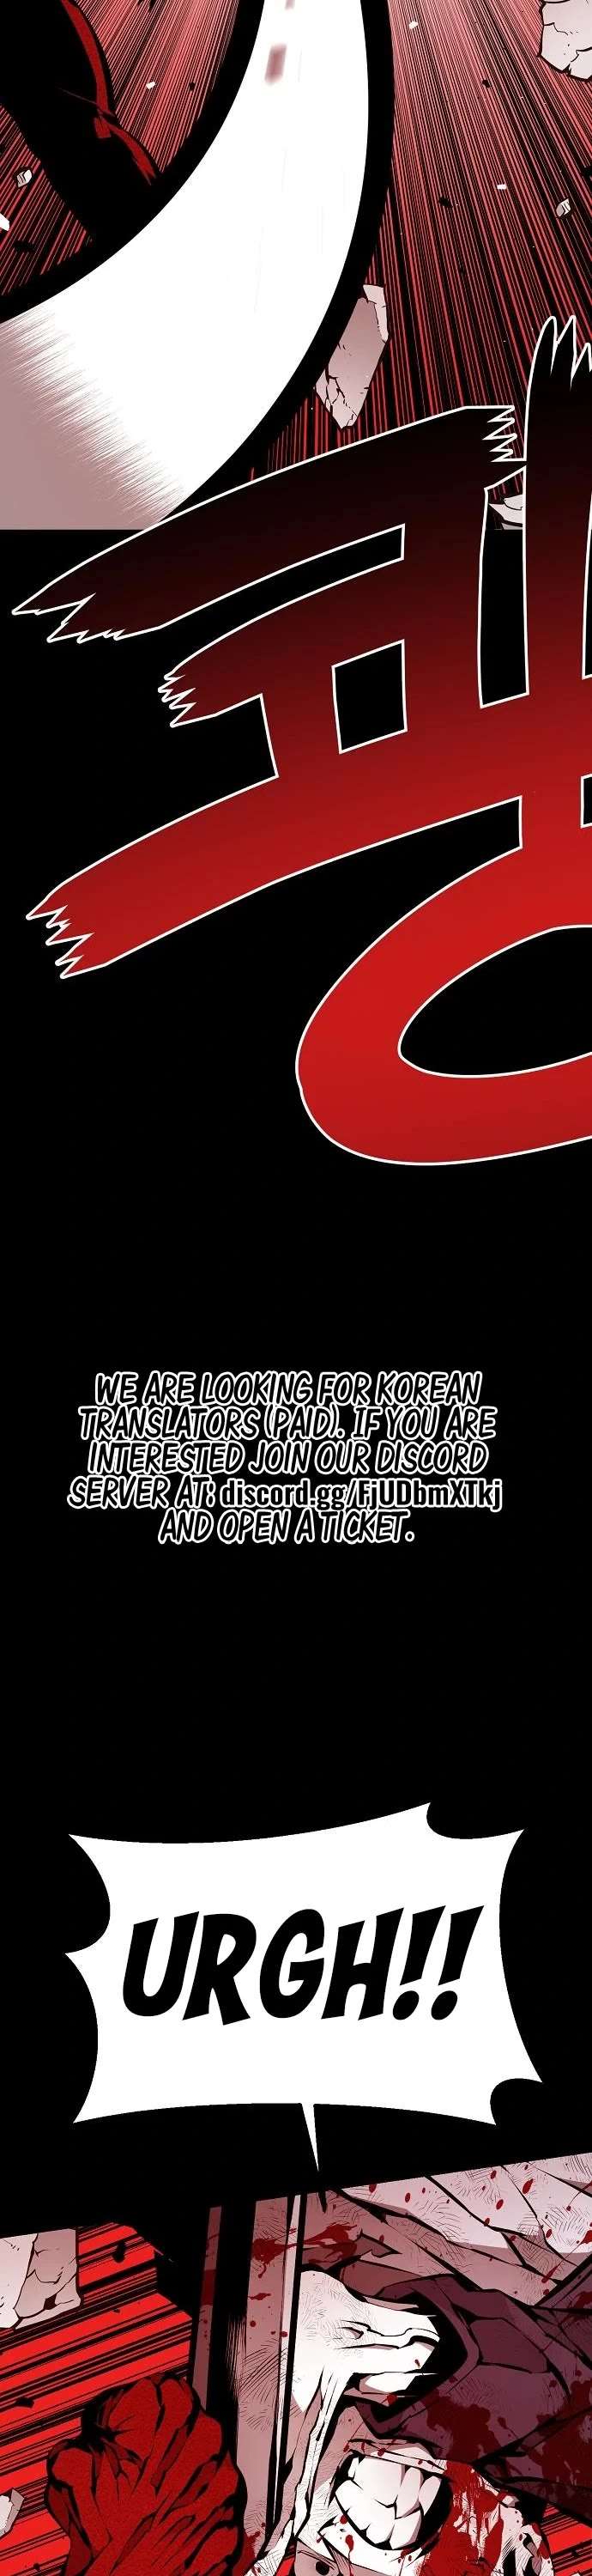 쾅
WE ARE LOOKING FOR KOREAN
TRANSLATORS (PAID). IF YOU ARE
INTERESTED JOIN OUR DISCORD
SERVER AT: discord.gg/FjUDbmXTkj
AND OPEN A TICKET.
URGH!!